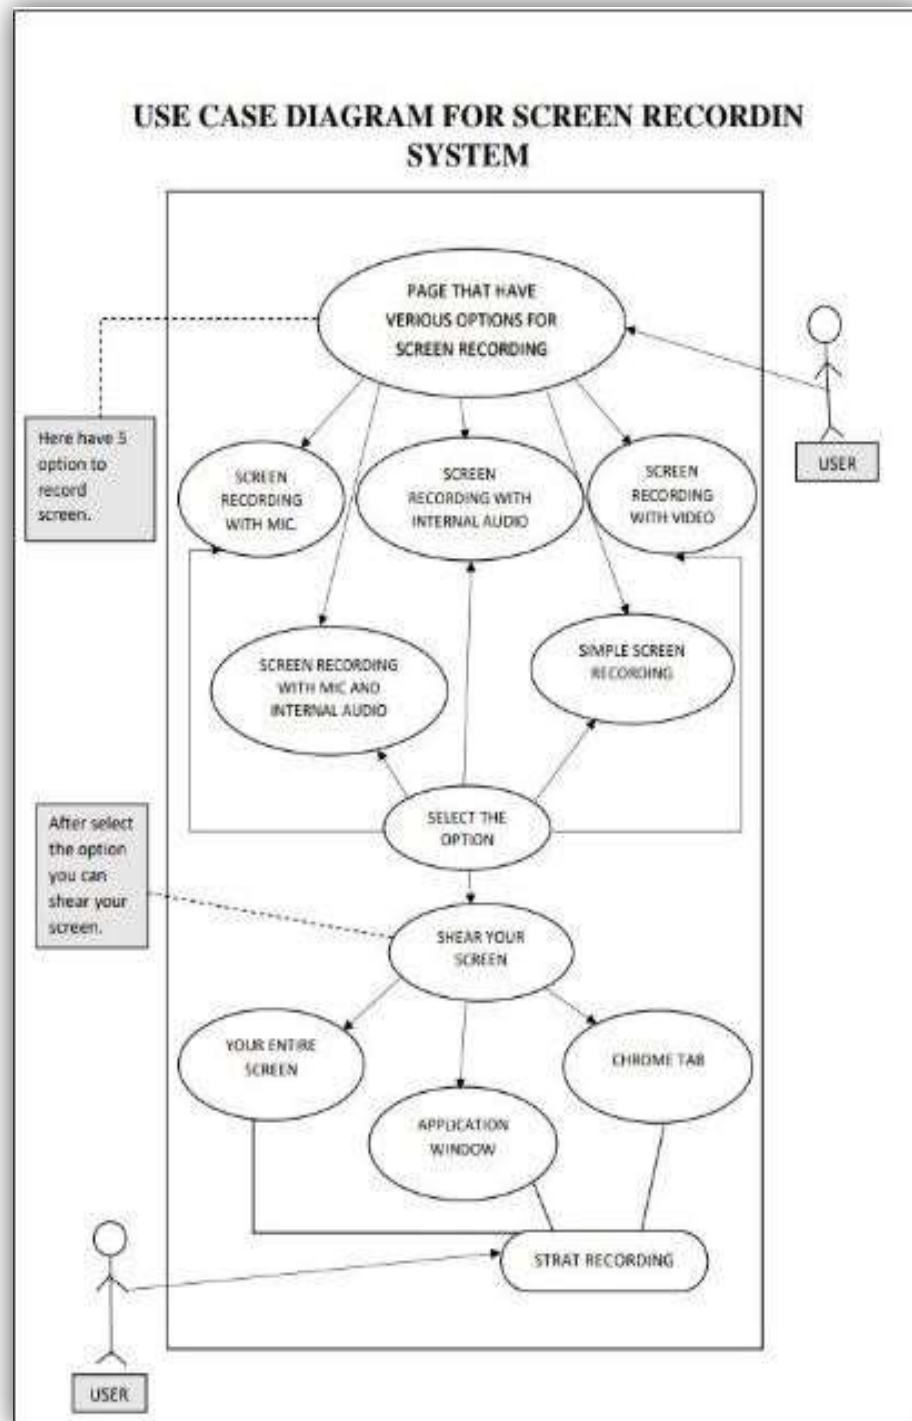 USE CASE DIAGRAM FOR SCREEN RECORDIN
SYSTEM
PAGE THAT HAVE
VERIOUS OPTIONS FOR
SCREEN RECORDING
USER
Here have 5
option to
record
screen.
SCREEN
RECORDING
WITH MIC.
SCREEN
RECORDING WITH
INTERNAL AUDIO
SCREEN
RECORDING
WITH VIDEO
SCREEN RECORDING
WITH MIC AND
INTERNAL AUDIO
SIMPLE SCREEN
RECORDING
SELECT THE
OPTION
After select
the option
you can
shear your
screen.
SHEAR YOUR
SCREEN
YOUR ENTIRE
SCREEN
CHROME TAB
APPLICATION
WINDOW
STRAT RECORDING
USER